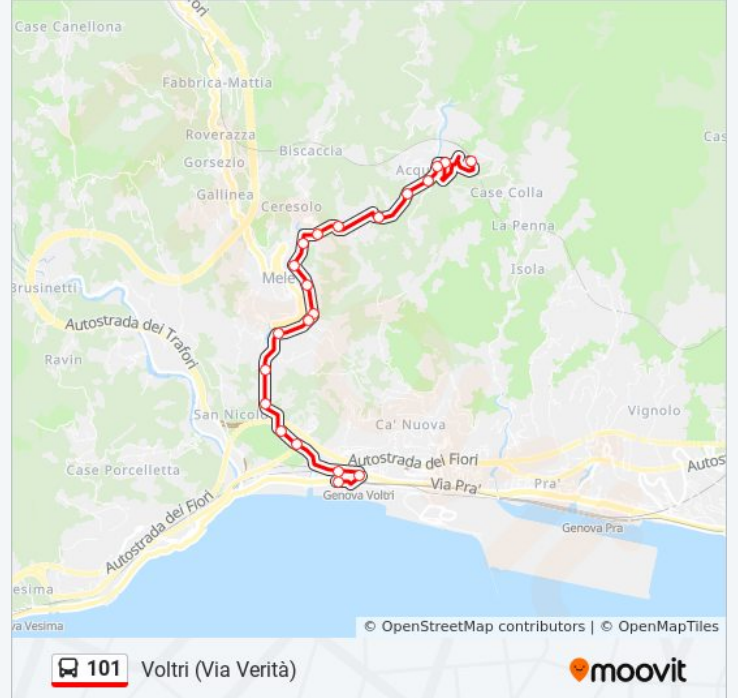 ri
Case Canellona
Fabbrica-Mattia
Roverazza
Cas
Gorsezio
Biscaccia
Acqu
Gallinea
Case Colla
Ceresolo
La Penna
Isola
Mele
Brusinetti
Autostrada dei Trafori
Ravin
San Nicolo
Vignolo
Ca' Nuova
Case Porcelletta
Autostrada dei Fiori
Autos
Via Pra'
Pra'
Genova Voltri
Genova Pra
Autostrada dei Fiori
esima
va Vesima
© OpenStreetMap contributors | © OpenMapTiles
101 Voltri (Via Verità)
moovit